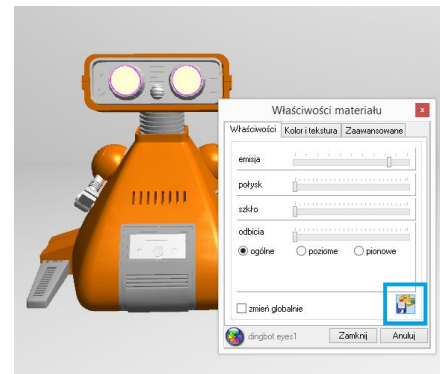 Właściwości materiału
Właściwości Kolor i tekstura Zaawansowane
emisja
połysk
szkło
odbicia
ogólne poziome pionowe
zmień globalnie
dingbot eyes1 Zamknij Anuluj